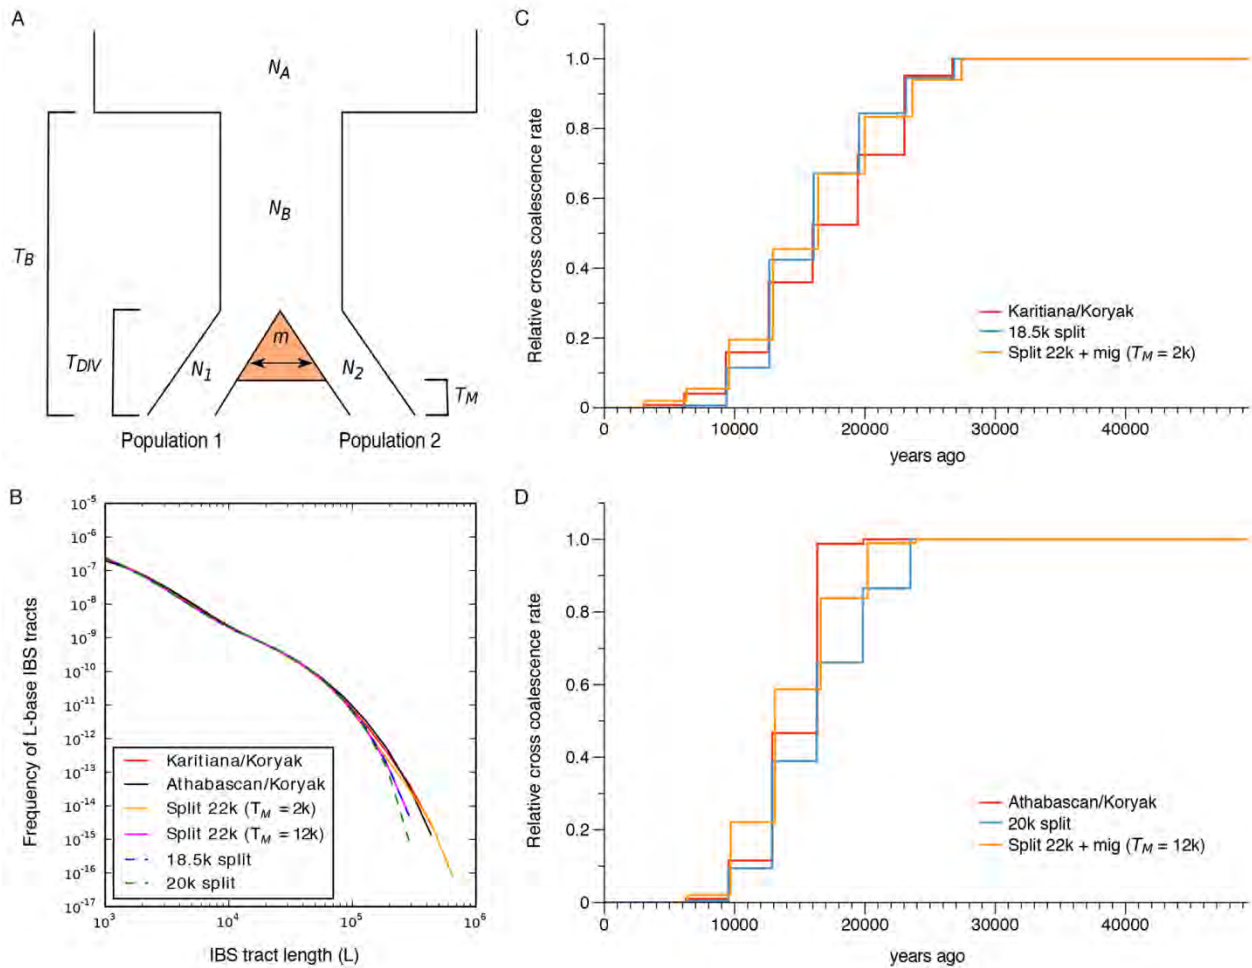 A
N_A
N_B
T_B
T_DIV
m
N_1
N_2
T_M
Population 1
Population 2
B
10^-5
10^-6
10^-7
10^-8
10^-9
10^-10
10^-11
10^-12
10^-13
10^-14
10^-15
10^-16
10^-17
Frequency of L-base IBS tracts
Karitiana/Koryak
Athabascan/Koryak
Split 22k (T_M = 2k)
Split 22k (T_M = 12k)
18.5k split
20k split
10^3
10^4
10^5
10^6
IBS tract length (L)
C
Relative cross coalescence rate
1.0
0.8
0.6
0.4
0.2
0
Karitiana/Koryak
18.5k split
Split 22k + mig (T_M = 2k)
0
10000
20000
30000
40000
years ago
D
Relative cross coalescence rate
1.0
0.8
0.6
0.4
0.2
0
Athabascan/Koryak
20k split
Split 22k + mig (T_M = 12k)
0
10000
20000
30000
40000
years ago